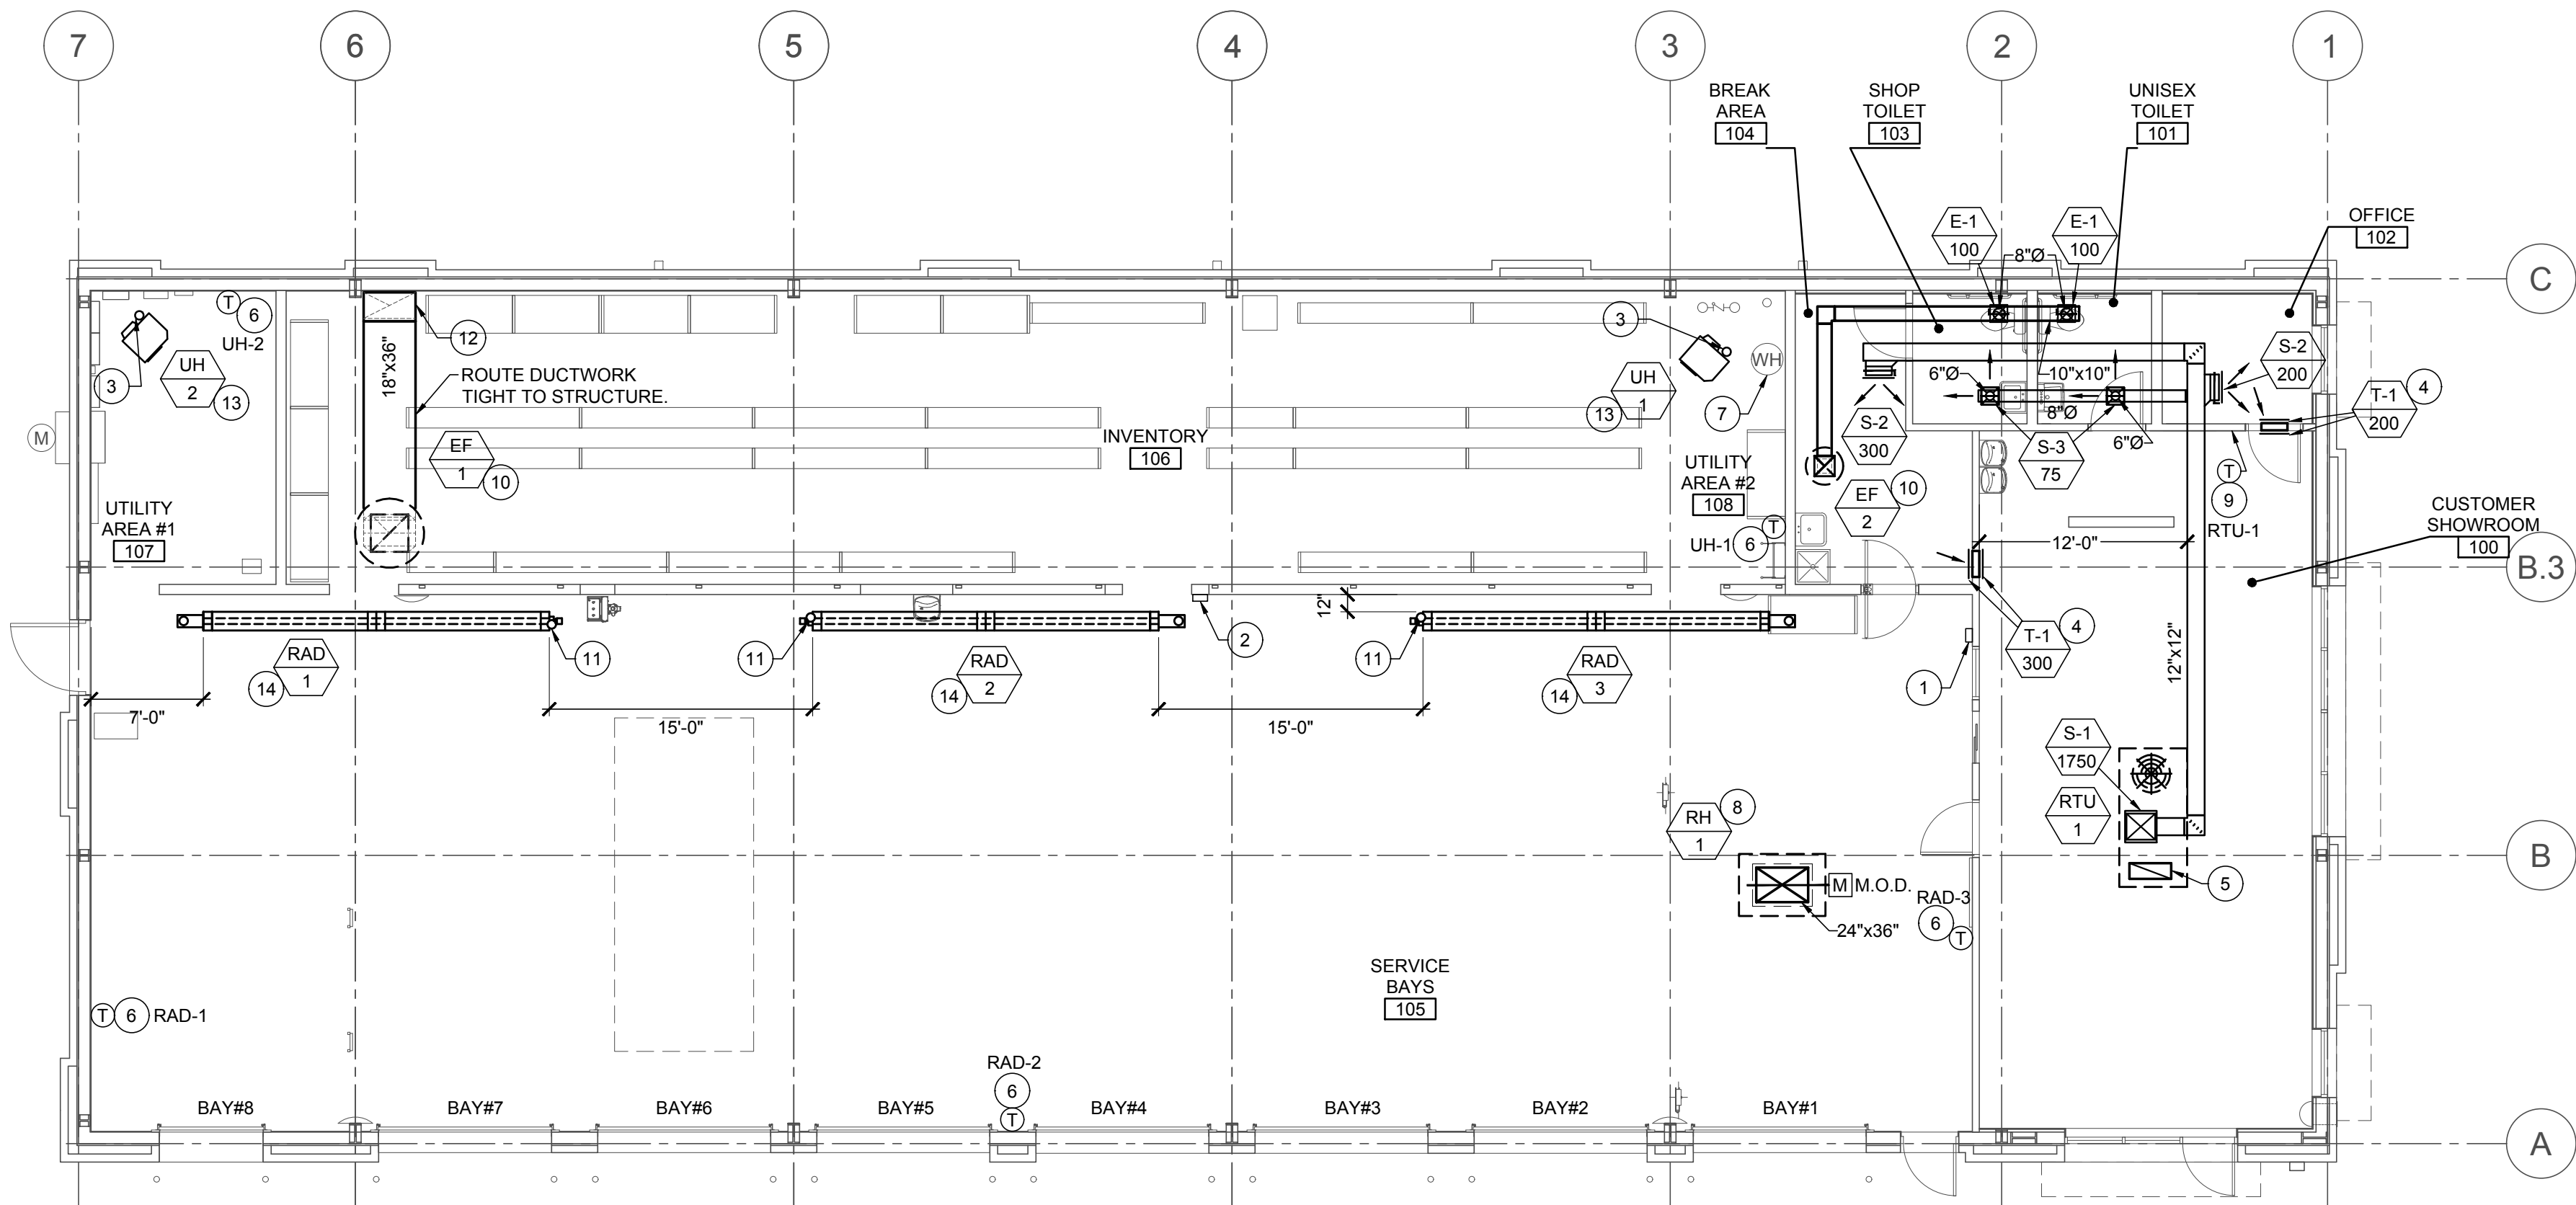 7
6
5
4
3
2
1
BREAK
AREA
104
SHOP
TOILET
103
UNISEX
TOILET
101
OFFICE
102
E-1
100
E-1
100
8"Ø
C
T
6
UH-2
UH
2
13
3
M
12
18"x36"
ROUTE DUCTWORK
TIGHT TO STRUCTURE.
EF
1
10
INVENTORY
106
3
UH
1
13
WH
7
S-2
300
6"Ø
10"x10"
8"Ø
6"Ø
S-3
75
S-2
200
T-1
200
4
T
9
RTU-1
UTILITY
AREA #1
107
UTILITY
AREA #2
108
EF
2
10
UH-1
6
T
12'-0"
CUSTOMER
SHOWROOM
100
B.3
12"
2
11
11
11
RAD
1
14
RAD
2
14
RAD
3
14
T-1
300
4
1
12"x12"
7'-0"
15'-0"
15'-0"
S-1
1750
RTU
1
RH
1
8
M
M.O.D.
24"x36"
5
B
RAD-3
6
T
SERVICE
BAYS
105
T
6
RAD-1
RAD-2
6
T
BAY#8
BAY#7
BAY#6
BAY#5
BAY#4
BAY#3
BAY#2
BAY#1
A